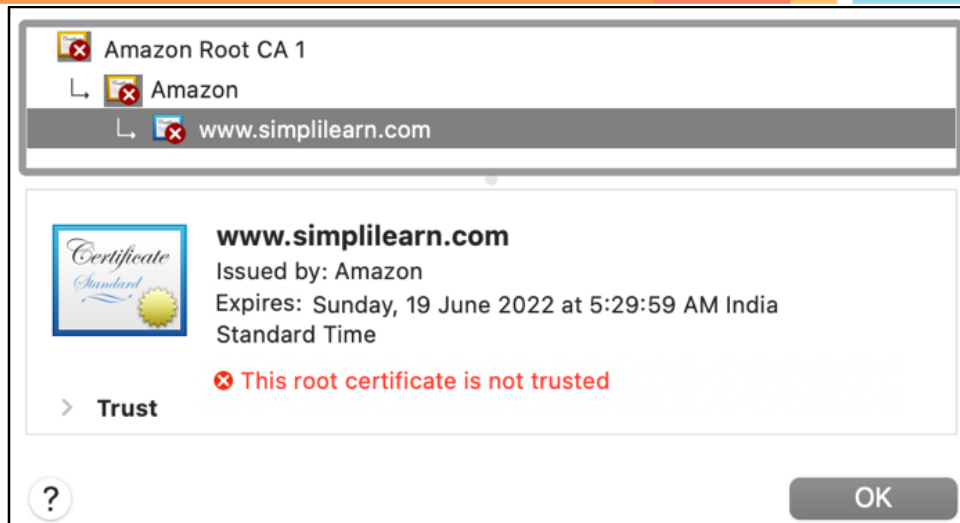 Amazon Root CA 1
Amazon
www.simplilearn.com
Certificate
Standard
www.simplilearn.com
Issued by: Amazon
Expires: Sunday, 19 June 2022 at 5:29:59 AM India
Standard Time
This root certificate is not trusted
Trust
?
OK